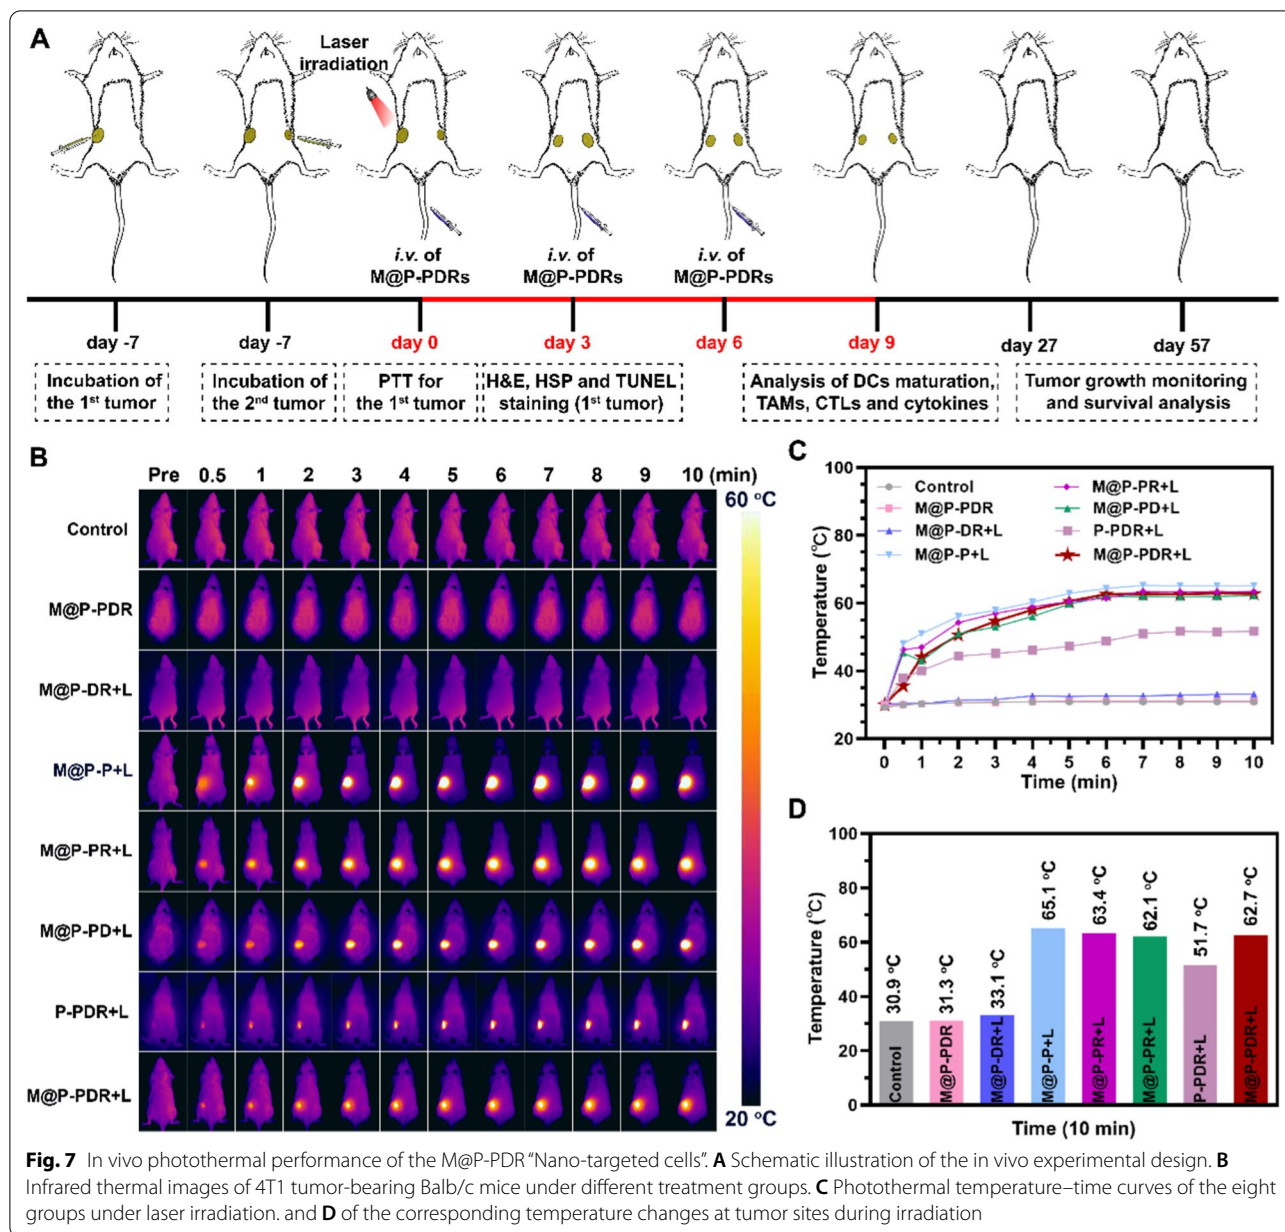 A
Laser
irradiation
i.v. of
M@P-PDRs
i.v. of
M@P-PDRs
i.v. of
M@P-PDRs
day -7
day -7
day 0
day 3
day 6
day 9
day 27
day 57
Incubation of
the 1st tumor
Incubation of
the 2nd tumor
PTT for
the 1st tumor
H&E, HSP and TUNEL
staining (1st tumor)
Analysis of DCs maturation,
TAMs, CTLs and cytokines
Tumor growth monitoring
and survival analysis
B
Pre 0.5 1 2 3 4 5 6 7 8 9 10 (min)
Control
M@P-PDR
M@P-DR+L
M@P-P+L
M@P-PR+L
M@P-PD+L
P-PDR+L
M@P-PDR+L
60 °C
20 °C
C
Temperature (°C)
100
80
60
40
20
Control
M@P-PDR
M@P-DR+L
M@P-P+L
M@P-PR+L
M@P-PD+L
P-PDR+L
M@P-PDR+L
0 1 2 3 4 5 6 7 8 9 10
Time (min)
D
Temperature (°C)
100
80
60
40
20
0
30.9 °C
31.3 °C
33.1 °C
65.1 °C
63.4 °C
62.1 °C
51.7 °C
62.7 °C
Control
M@P-PDR
M@P-DR+L
M@P-P+L
M@P-PR+L
M@P-PR+L
P-PDR+L
M@P-PDR+L
Time (10 min)
Fig. 7 In vivo photothermal performance of the M@P-PDR “Nano-targeted cells”. A Schematic illustration of the in vivo experimental design. B
Infrared thermal images of 4T1 tumor-bearing Balb/c mice under different treatment groups. C Photothermal temperature–time curves of the eight
groups under laser irradiation. and D of the corresponding temperature changes at tumor sites during irradiation